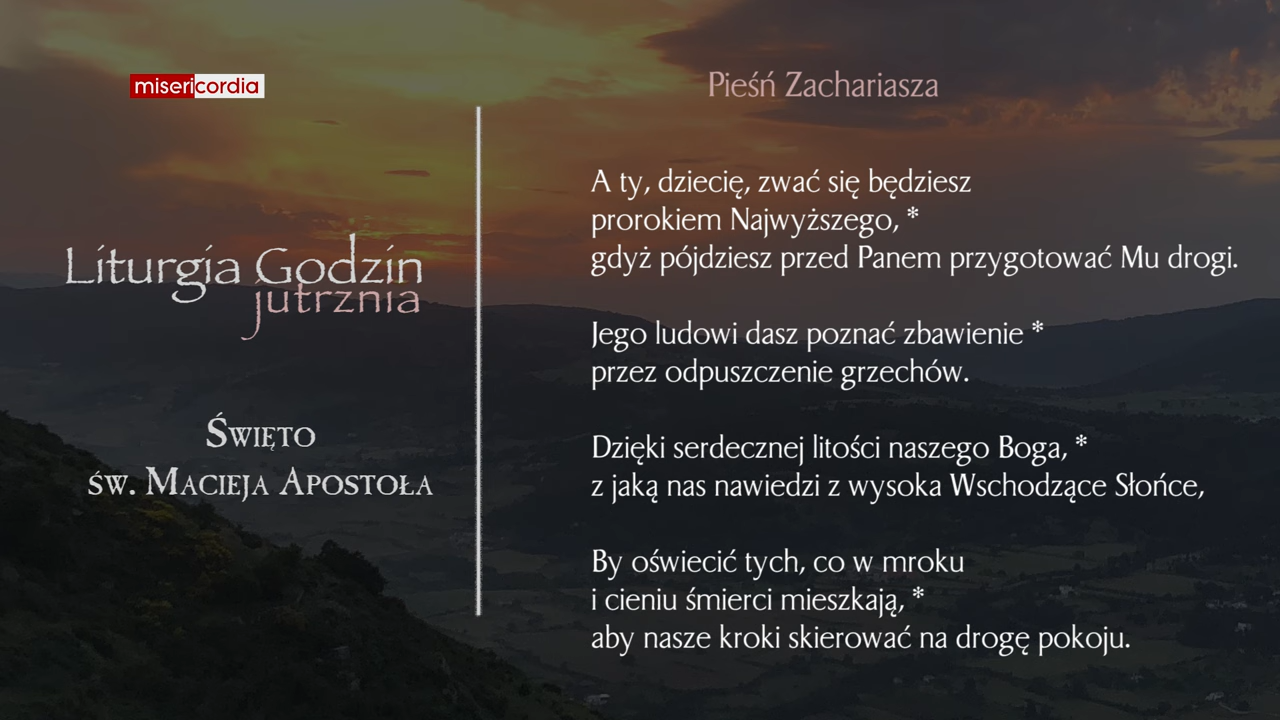 misericordia
Liturgia Godzin
jutrznia
Święto
św. Macieja Apostoła
Pieśń Zachariasza
A ty, dziecię, zwać się będziesz
prorokiem Najwyższego, *
gdyż pójdziesz przed Panem przygotować Mu drogi.
Jego ludowi dasz poznać zbawienie *
przez odpuszczenie grzechów.
Dzięki serdecznej litości naszego Boga, *
z jaką nas nawiedzi z wysoka Wschodzące Słońce,
By oświecić tych, co w mroku
i cieniu śmierci mieszkają, *
aby nasze kroki skierować na drogę pokoju.